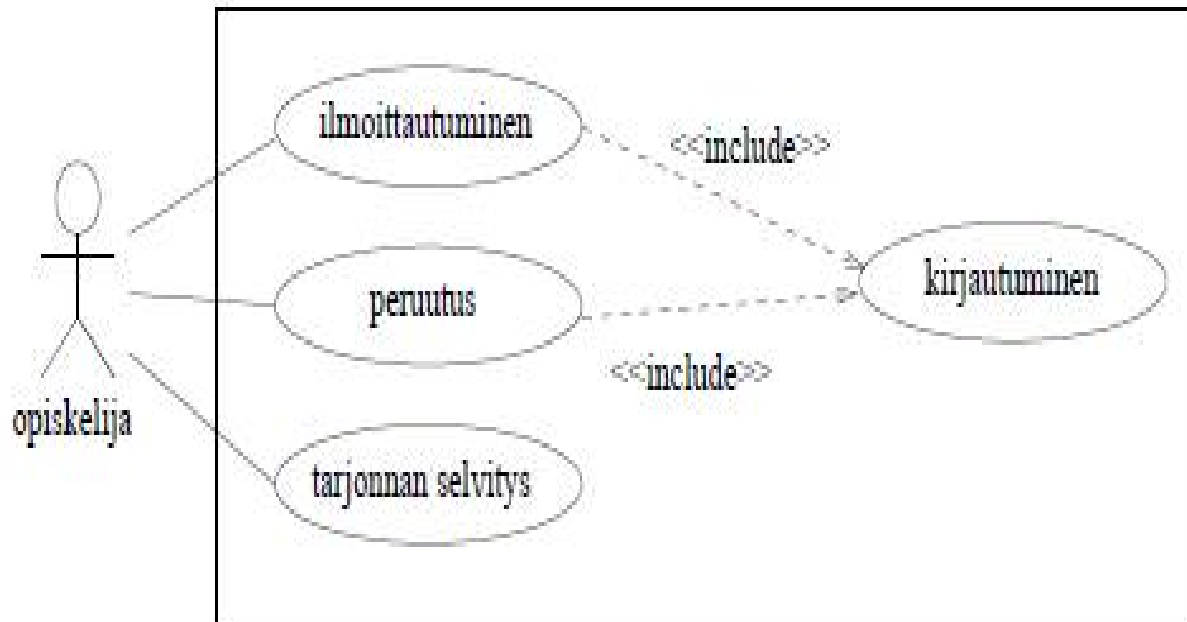 ilmoittautuminen
<<include>>
kirjautuminen
peruutus
<<include>>
opiskelija
tarjonnan selvitys